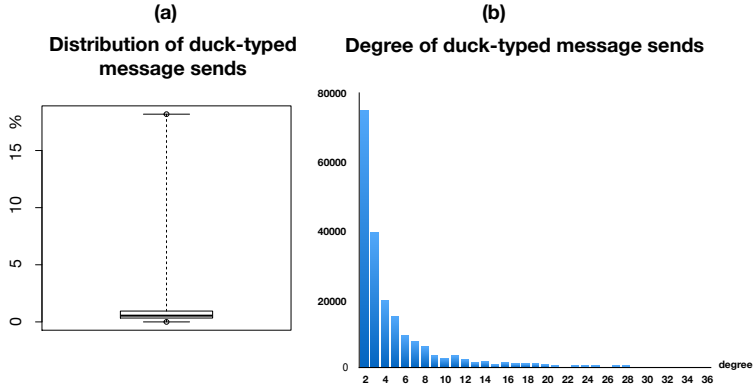 (a)
Distribution of duck-typed
message sends
%
15
10
5
0
(b)
Degree of duck-typed message sends
80000
60000
40000
20000
0
degree
2 4 6 8 10 12 14 16 18 20 22 24 26 28 30 32 34 36